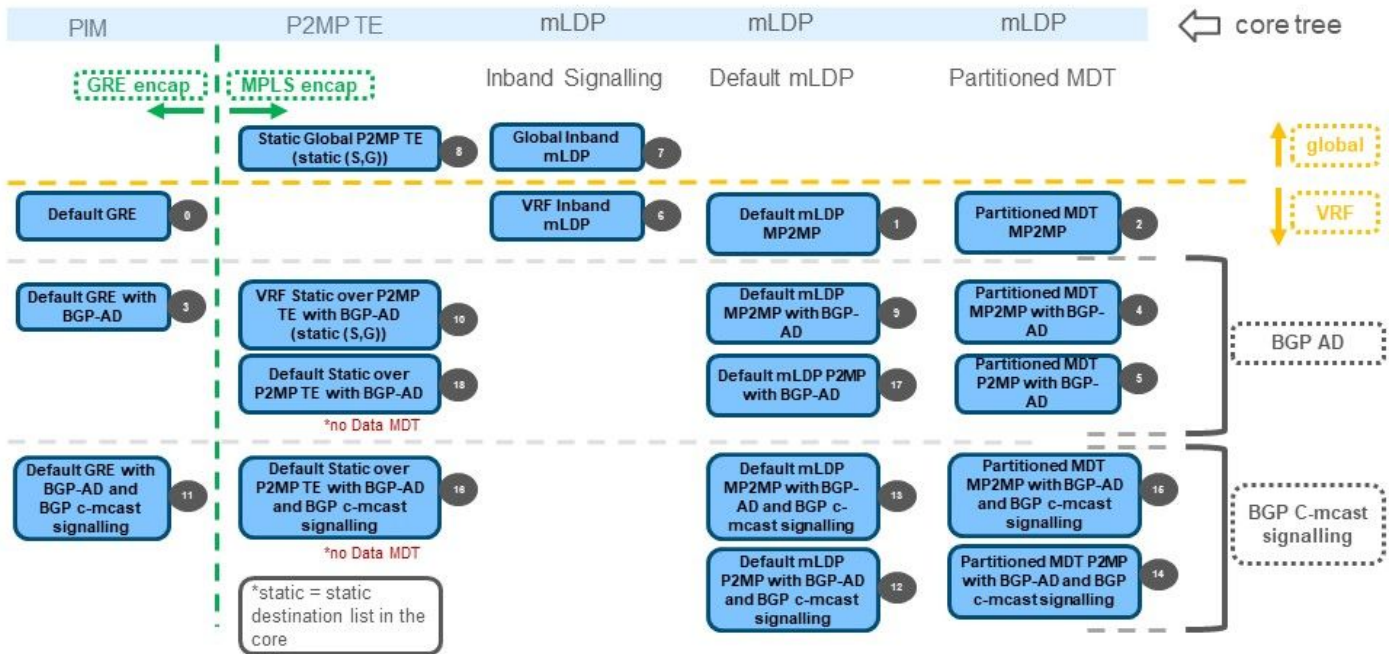 PIM
P2MP TE
mLDP
mLDP
mLDP
core tree
GRE encap
MPLS encap
Inband Signalling
Default mLDP
Partitioned MDT
Static Global P2MP TE
(static (S,G))
8
Global Inband
mLDP
7
global
Default GRE
0
VRF Inband
mLDP
6
Default mLDP
MP2MP
1
Partitioned MDT
MP2MP
2
VRF
Default GRE with
BGP-AD
3
VRF Static over P2MP
TE with BGP-AD
(static (S,G))
10
Default mLDP
MP2MP with BGP-
AD
9
Partitioned MDT
MP2MP with BGP-
AD
4
BGP AD
Default Static over
P2MP TE with BGP-AD
18
*no Data MDT
Default mLDP P2MP
with BGP-AD
17
Partitioned MDT
P2MP with BGP-
AD
5
Default GRE with
BGP-AD and
BGP c-mcast
signalling
11
Default Static over
P2MP TE with BGP-AD
and BGP c-mcast
signalling
16
*no Data MDT
Default mLDP
MP2MP with BGP-
AD and BGP c-
mcast signalling
13
Partitioned MDT
MP2MP with BGP-AD
and BGP c-mcast
signalling
15
BGP C-mcast
signalling
Default mLDP
P2MP with BGP-AD
and BGP c-mcast
signalling
12
Partitioned MDT P2MP
with BGP-AD and BGP
c-mcast signalling
14
*static = static
destination list in the
core